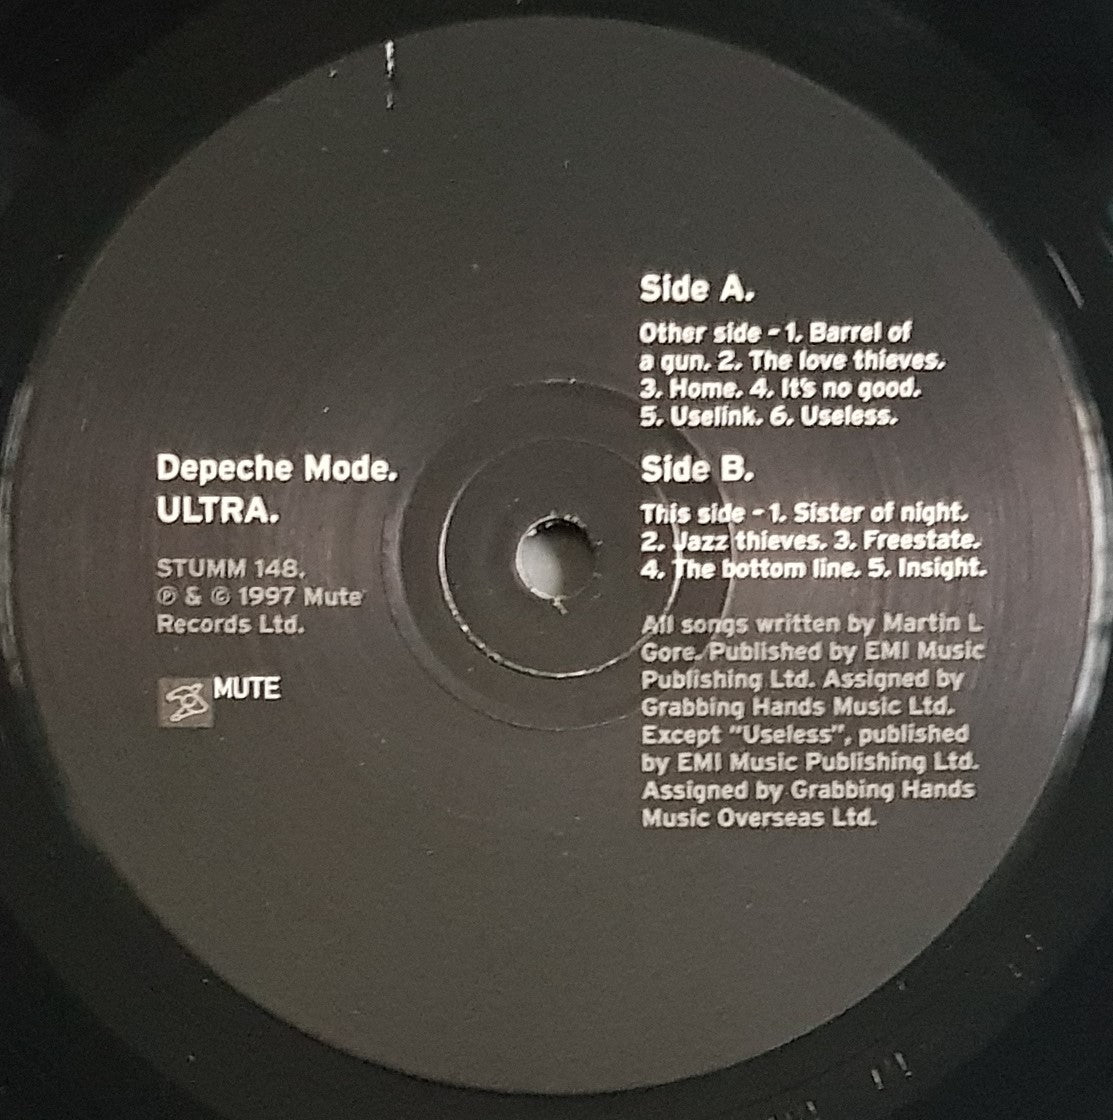 Depeche Mode.
ULTRA.
STUMM 148.
℗ & © 1997 Mute
Records Ltd.
MUTE
Side A.
Other side - 1. Barrel of
a gun. 2. The love thieves.
3. Home. 4. It's no good.
5. Uselink. 6. Useless.
Side B.
This side - 1. Sister of night.
2. Jazz thieves. 3. Freestate.
4. The bottom line. 5. Insight.
All songs written by Martin L
Gore. Published by EMI Music
Publishing Ltd. Assigned by
Grabbing Hands Music Ltd.
Except "Useless", published
by EMI Music Publishing Ltd.
Assigned by Grabbing Hands
Music Overseas Ltd.